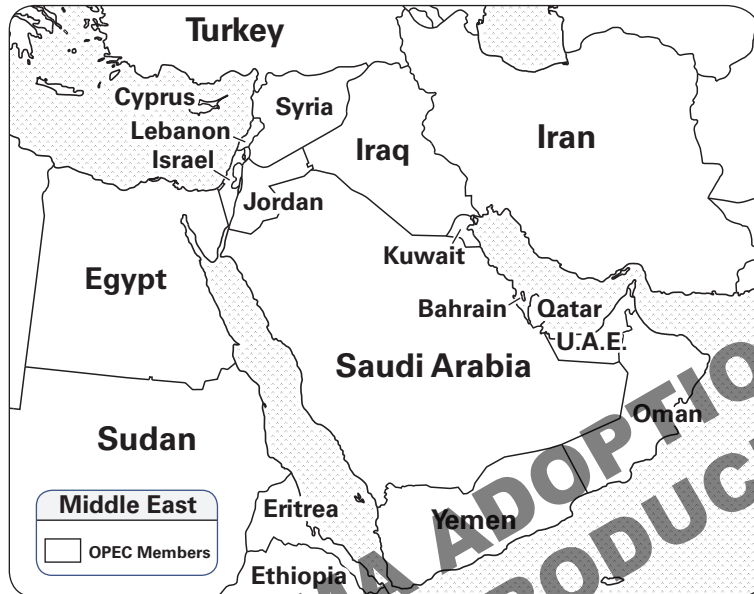 Turkey
Cyprus
Syria
Lebanon
Israel
Iraq
Iran
Jordan
Kuwait
Egypt
Bahrain
Qatar
U.A.E.
Saudi Arabia
Oman
Sudan
Eritrea
Yemen
Ethiopia
Middle East
OPEC Members
ADOPTIO